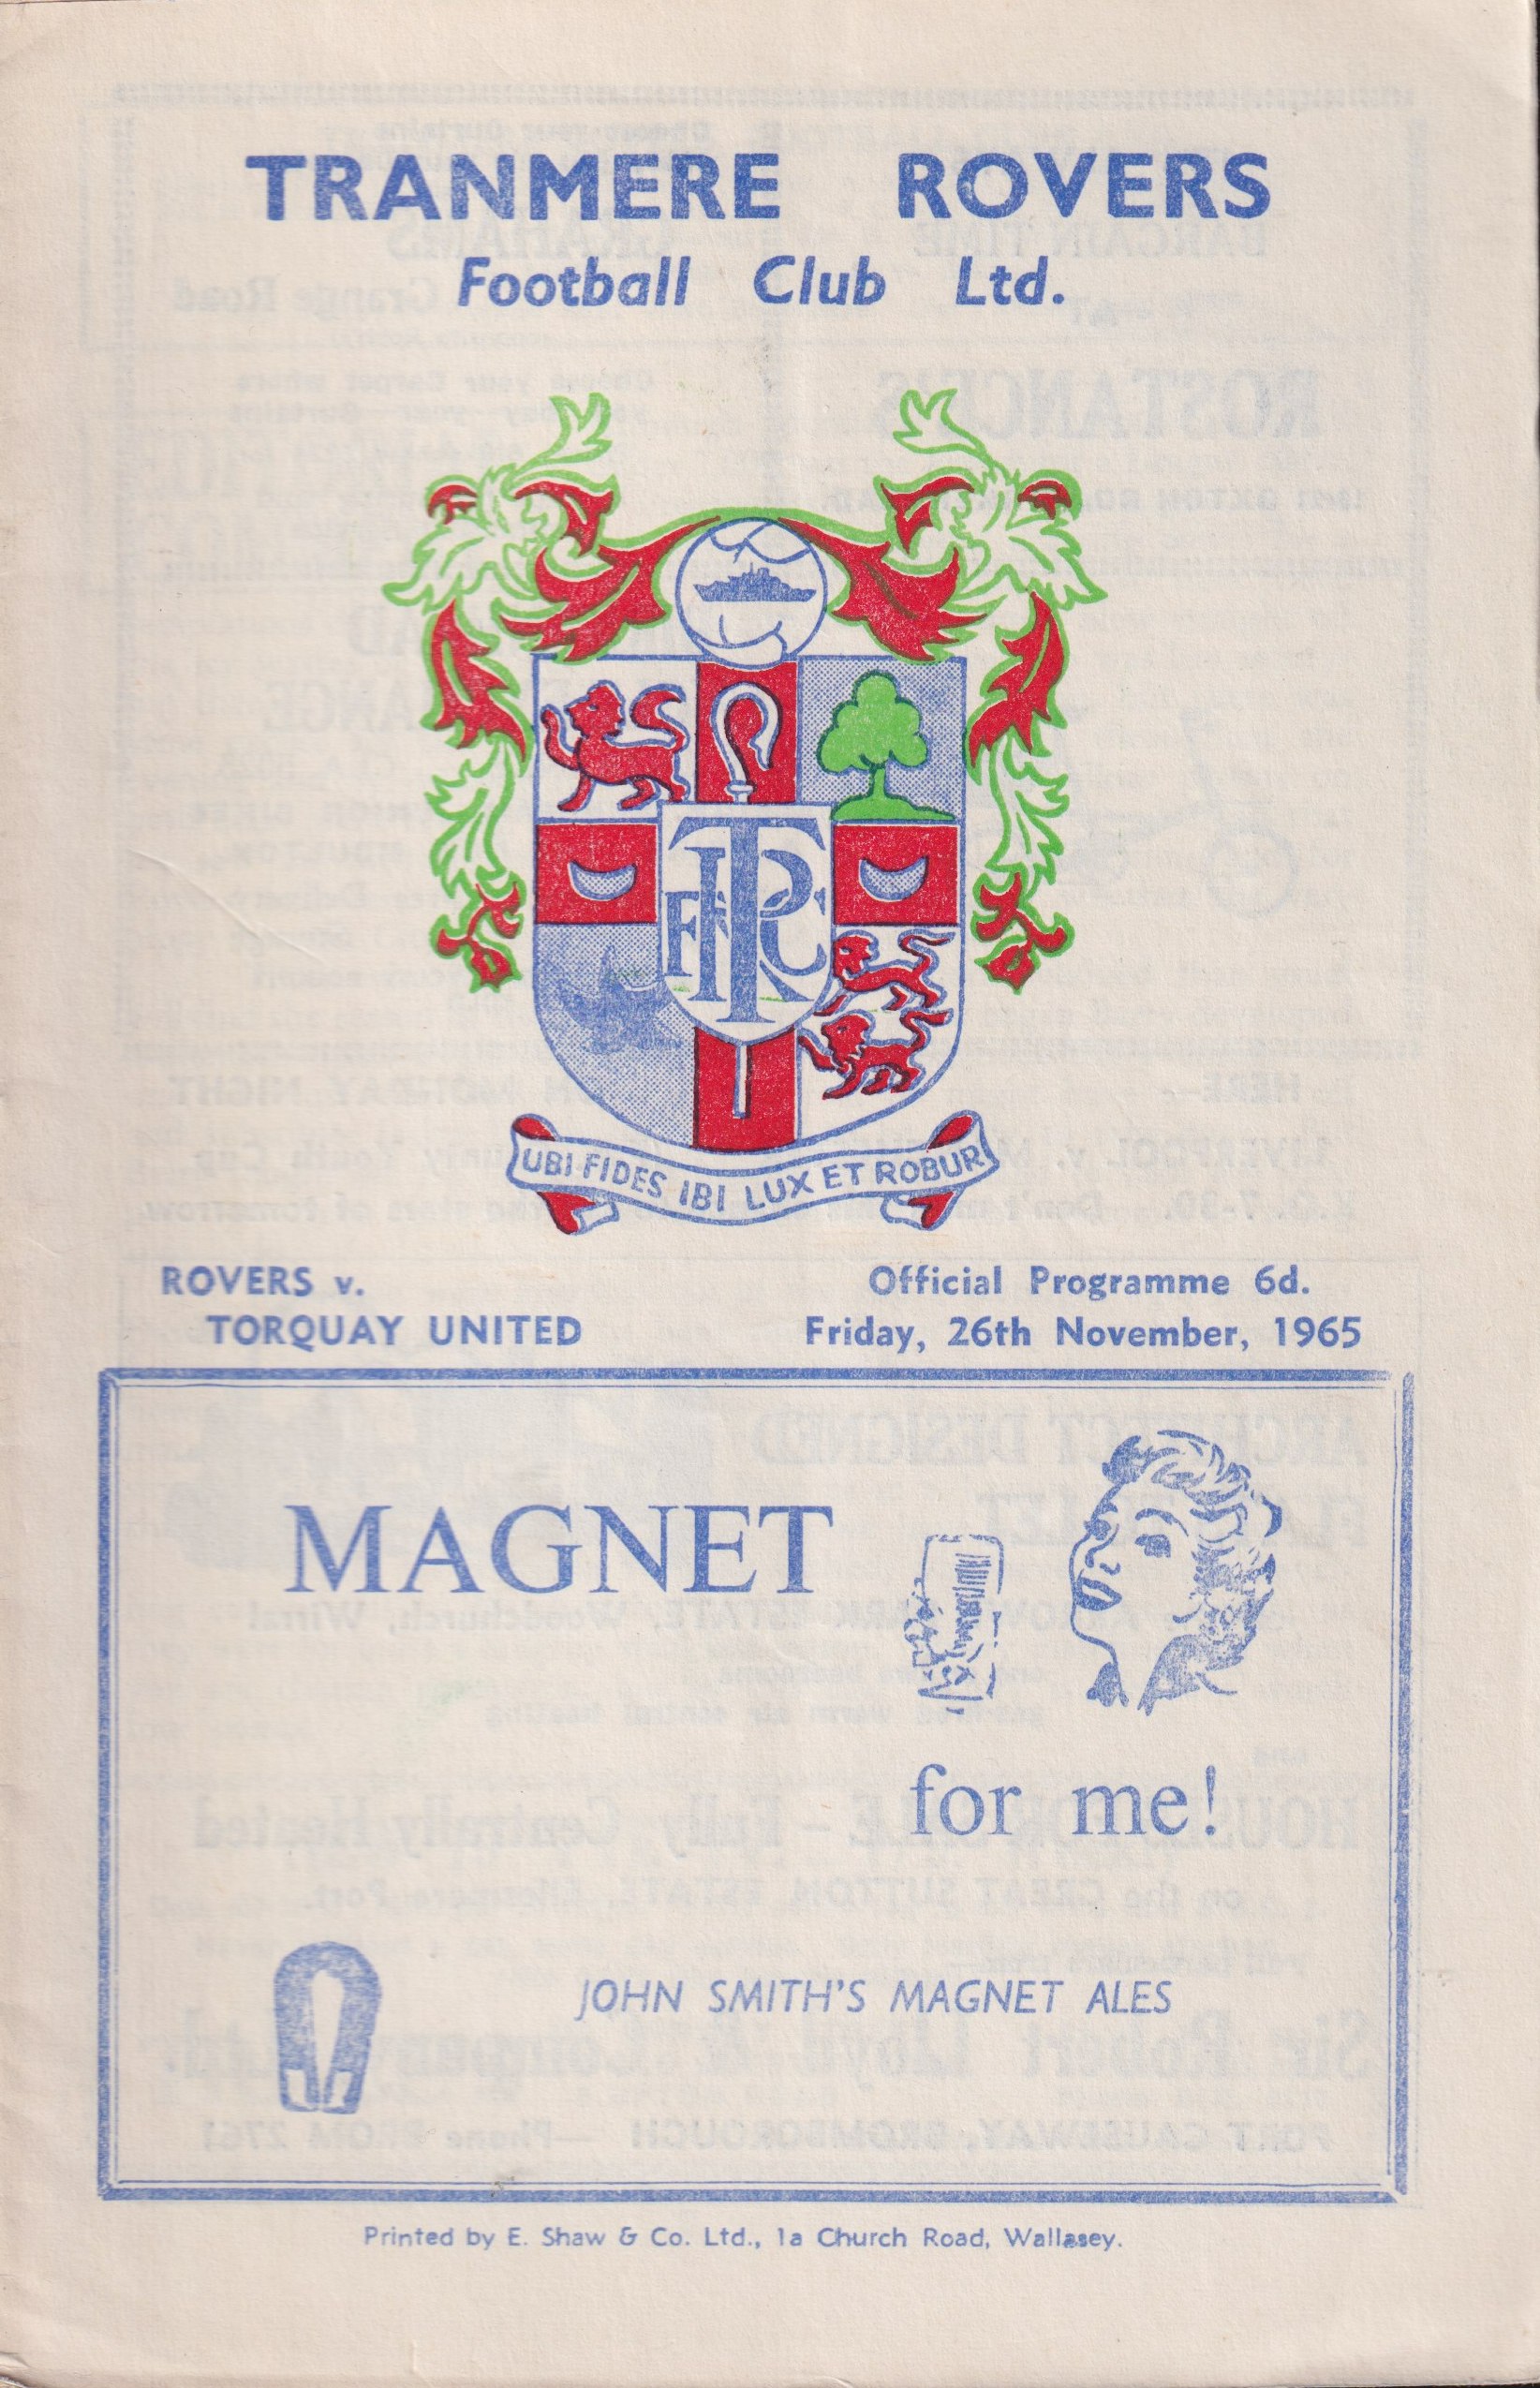 TRANMERE ROVERS
Football Club Ltd.
TRFC
UBI FIDES IBI LUX ET ROBUR
ROVERS v.
TORQUAY UNITED
Official Programme 6d.
Friday, 26th November, 1965
MAGNET
for me!
JOHN SMITH'S MAGNET ALES
Printed by E. Shaw & Co. Ltd., 1a Church Road, Wallasey.